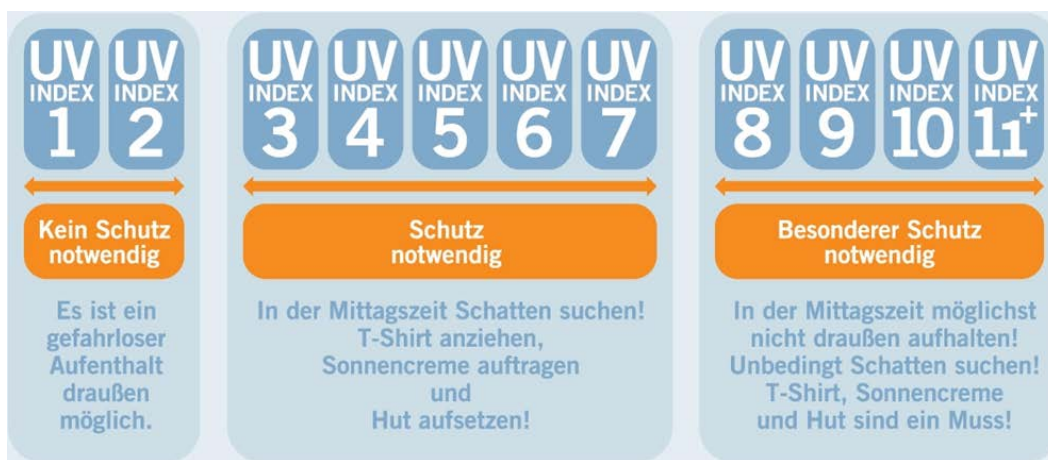 UV
INDEX
1
UV
INDEX
2
Kein Schutz
notwendig
Es ist ein
gefahrloser
Aufenthalt
draußen
möglich.
UV
INDEX
3
UV
INDEX
4
UV
INDEX
5
UV
INDEX
6
UV
INDEX
7
Schutz
notwendig
In der Mittagszeit Schatten suchen!
T-Shirt anziehen,
Sonnencreme auftragen
und
Hut aufsetzen!
UV
INDEX
8
UV
INDEX
9
UV
INDEX
10
UV
INDEX
11+
Besonderer Schutz
notwendig
In der Mittagszeit möglichst
nicht draußen aufhalten!
Unbedingt Schatten suchen!
T-Shirt, Sonnencreme
und Hut sind ein Muss!